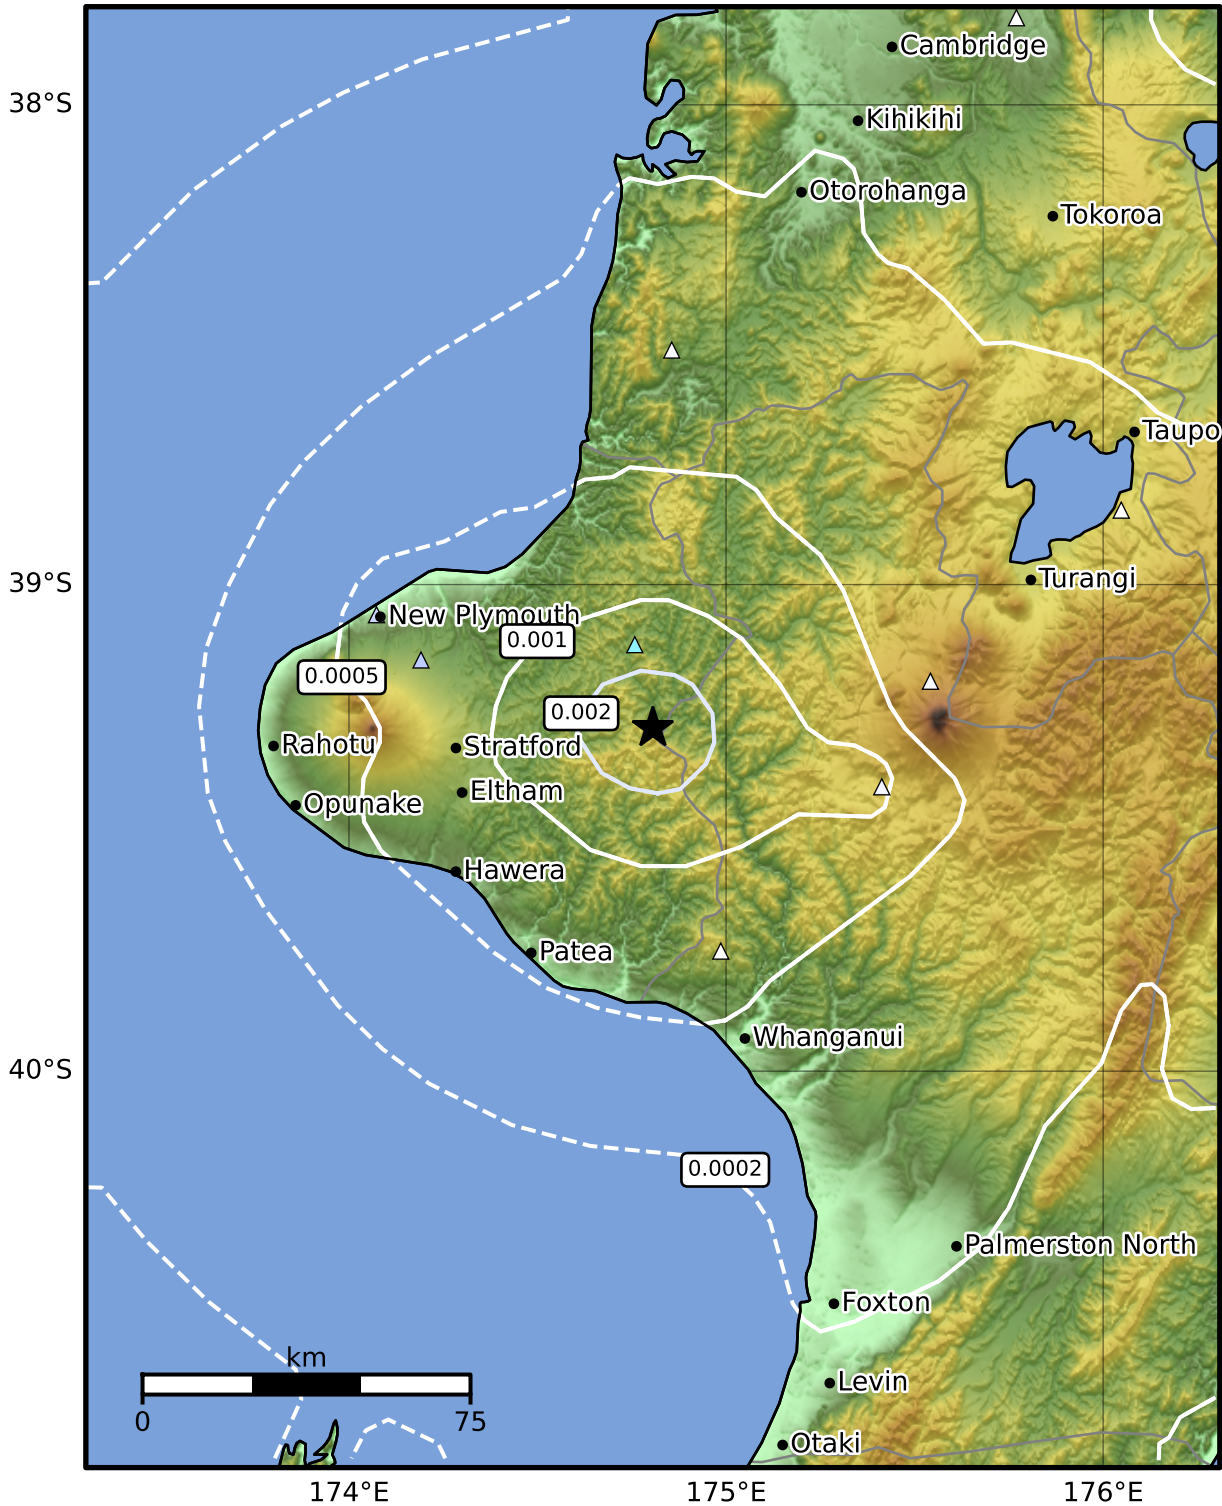 Cambridge
38°S
Kihikihi
Otorohanga
Tokoroa
Taupo
Turangi
39°S
New Plymouth
0.001
0.0005
0.002
Rahotu
Stratford
Eltham
Opunake
Hawera
Patea
Whanganui
40°S
0.0002
Palmerston North
Foxton
km
Levin
0
75
Otaki
174°E
175°E
176°E